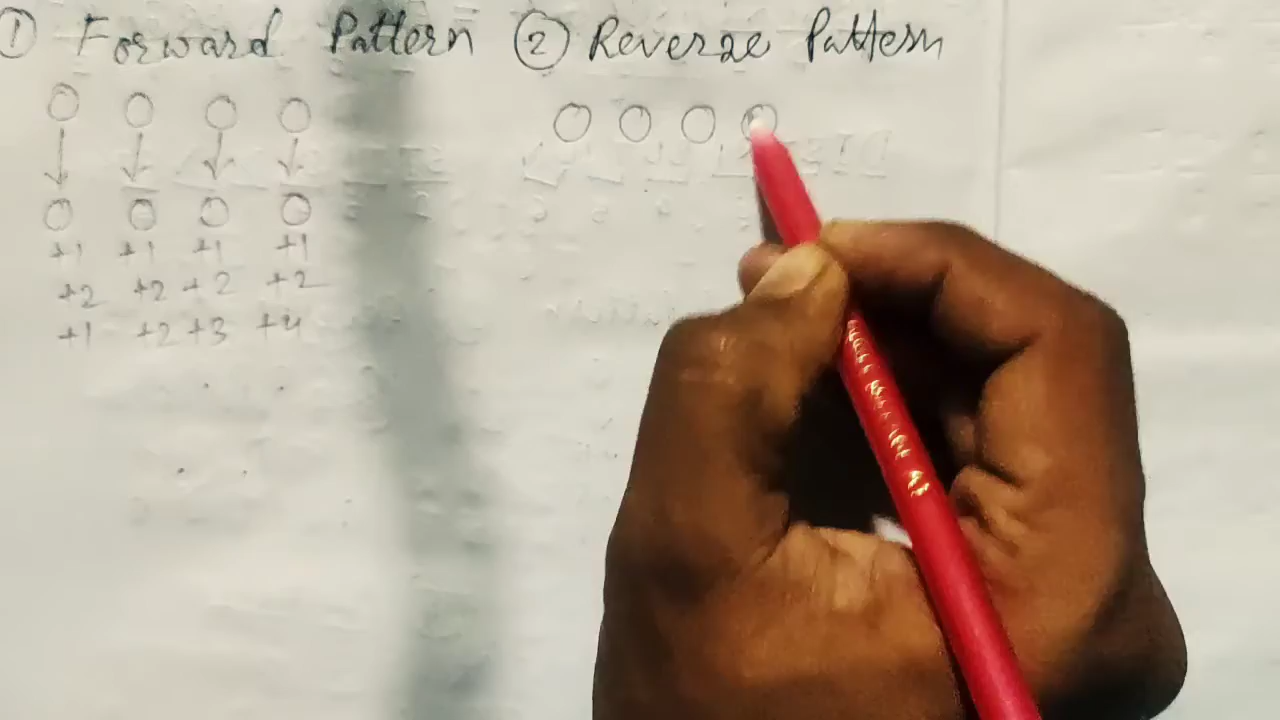 ① Forward Pattern
+1 +1 +1 +1
+2 +2 +2 +2
+1 +2 +3 +4
② Reverse Pattern